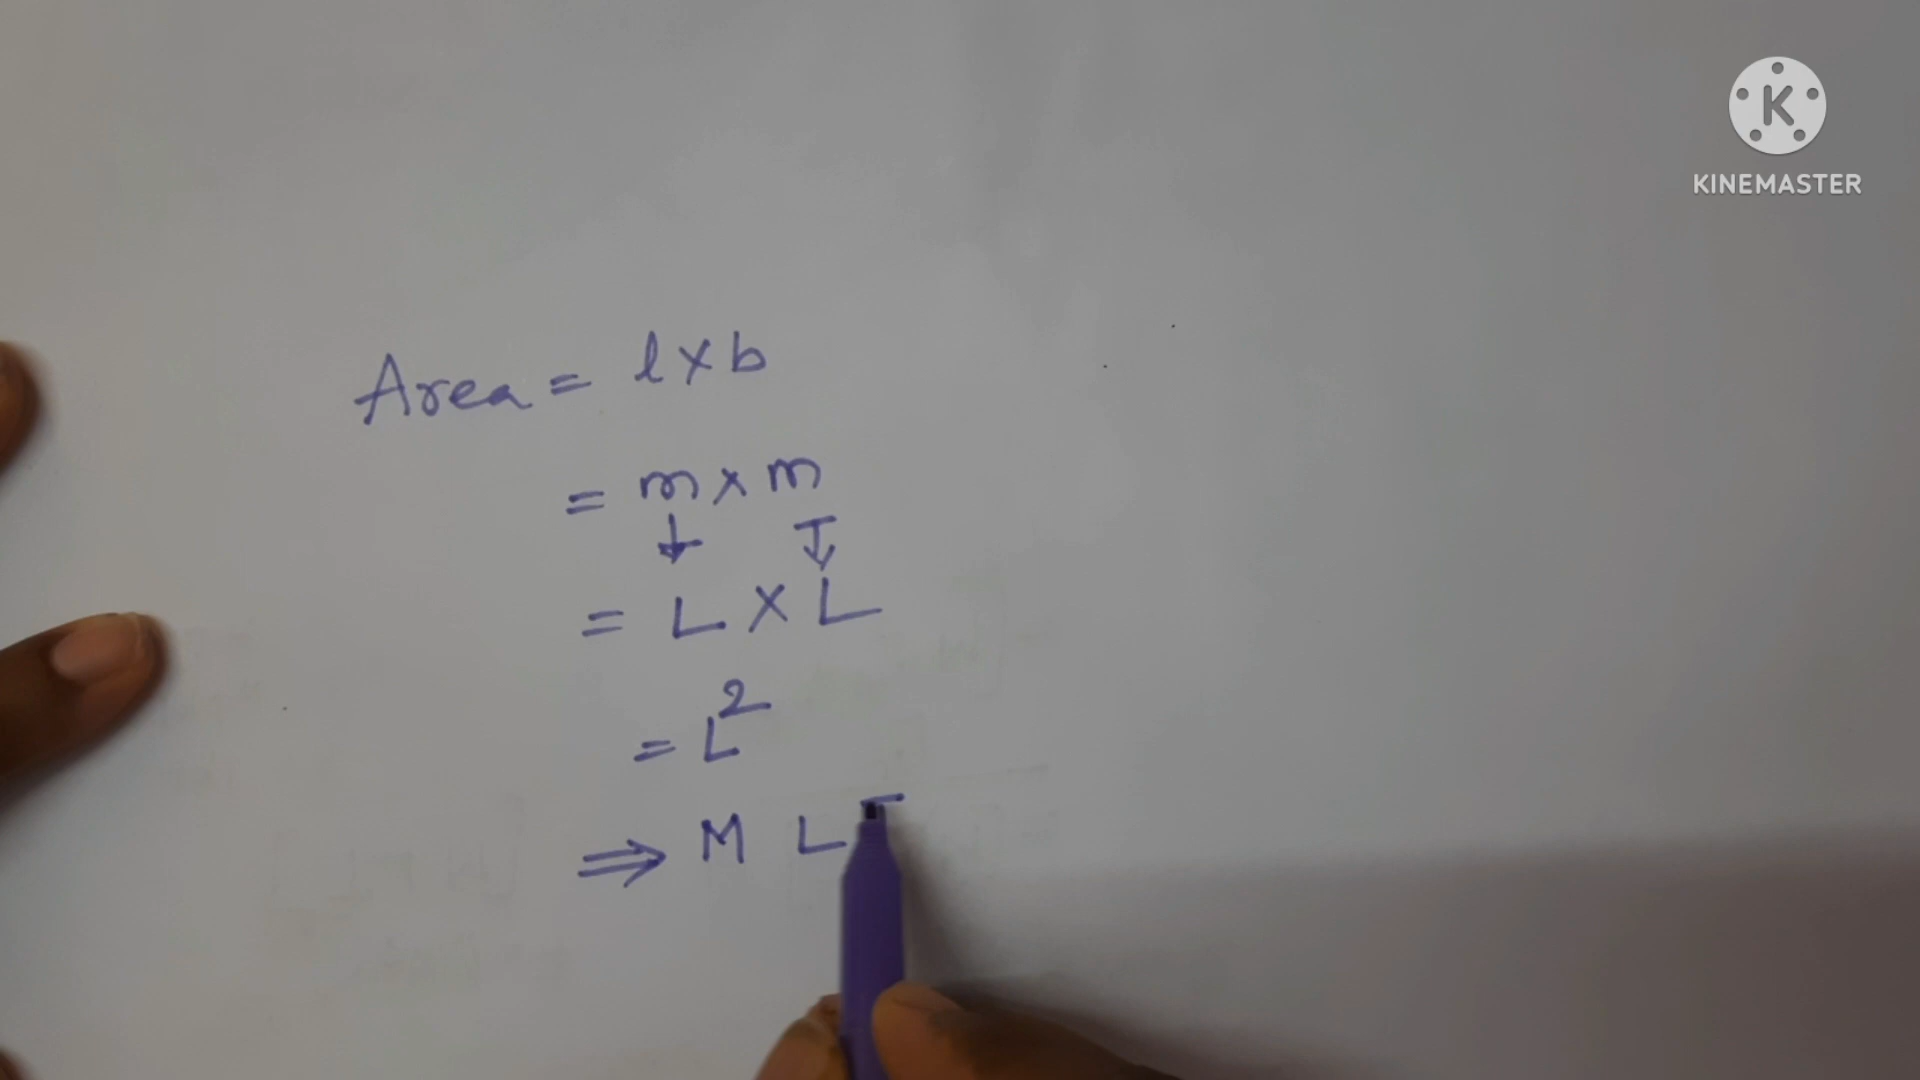 K
KINEMASTER
Area = l x b
= m x m
↓ ↓
= L X L
= L²
⇒ M L T